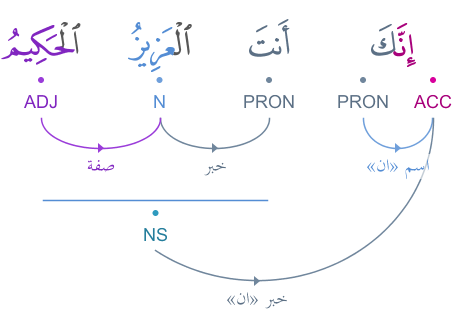 إِنَّكَ أَنتَ ٱلْعَزِيزُ ٱلْحَكِيمُ
ACC PRON PRON N ADJ
اسم «ان» خبر صفة
NS
خبر «ان»